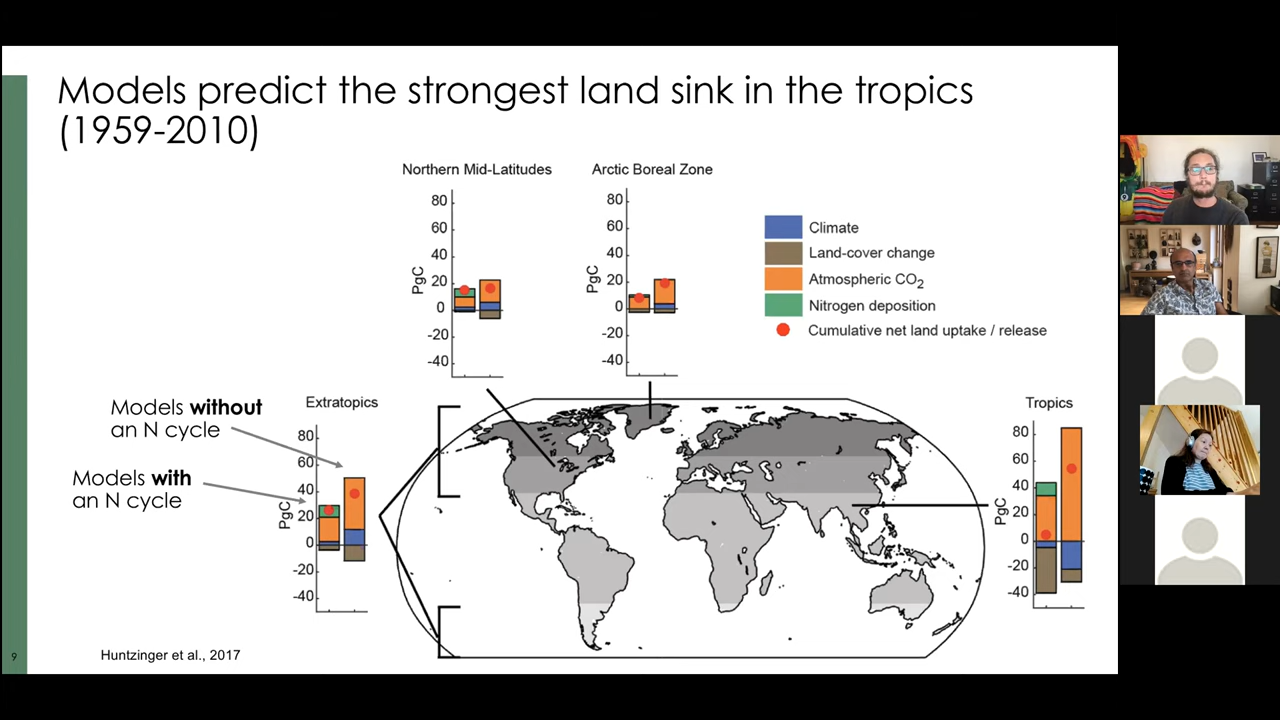 Models predict the strongest land sink in the tropics
(1959-2010)
Northern Mid-Latitudes
80
60
40
20
0
-20
-40
PgC
Arctic Boreal Zone
80
60
40
20
0
-20
-40
PgC
Climate
Land-cover change
Atmospheric CO2
Nitrogen deposition
Cumulative net land uptake / release
Models without
an N cycle
Models with
an N cycle
Extratopics
80
60
40
20
0
-20
-40
PgC
Tropics
80
60
40
20
0
-20
-40
PgC
9
Huntzinger et al., 2017